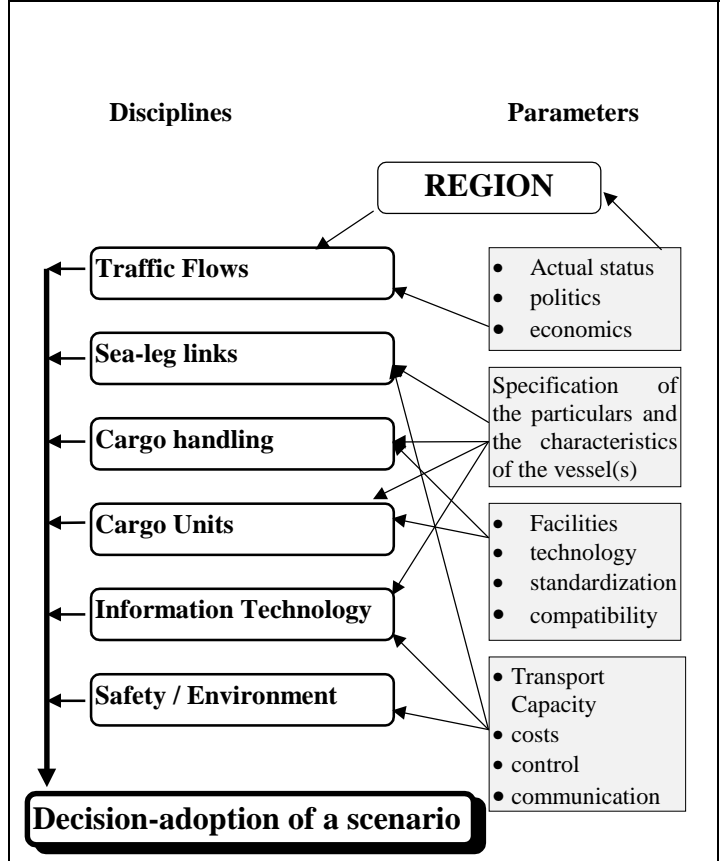 Disciplines
Parameters
REGION
Traffic Flows
• Actual status
• politics
• economics
Sea-leg links
Specification of
the particulars and
the characteristics
of the vessel(s)
Cargo handling
Cargo Units
• Facilities
• technology
• standardization
• compatibility
Information Technology
Safety / Environment
• Transport
Capacity
• costs
• control
• communication
Decision-adoption of a scenario